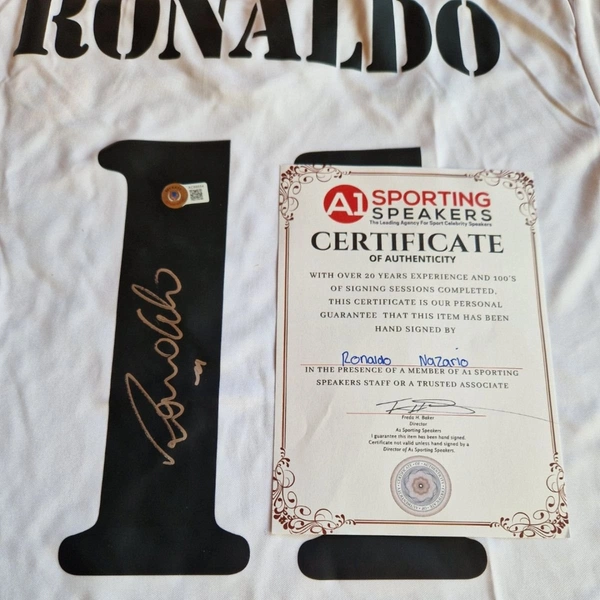 RONALDO
11
Ronaldo
A1 SPORTING
SPEAKERS
The Leading Agency For Sport Celebrity Speakers
CERTIFICATE
OF AUTHENTICITY
WITH OVER 20 YEARS EXPERIENCE AND 100'S
OF SIGNING SESSIONS COMPLETED,
THIS CERTIFICATE IS OUR PERSONAL
GUARANTEE THAT THIS ITEM HAS BEEN
HAND SIGNED BY
Ronaldo Nazario
IN THE PRESENCE OF A MEMBER OF A1 SPORTING
SPEAKERS STAFF OR A TRUSTED ASSOCIATE
Freda H. Baker
Director
A1 Sporting Speakers
I guarantee this item has been hand signed.
Certificate not valid unless hand signed by a
Director of A1 Sporting Speakers.